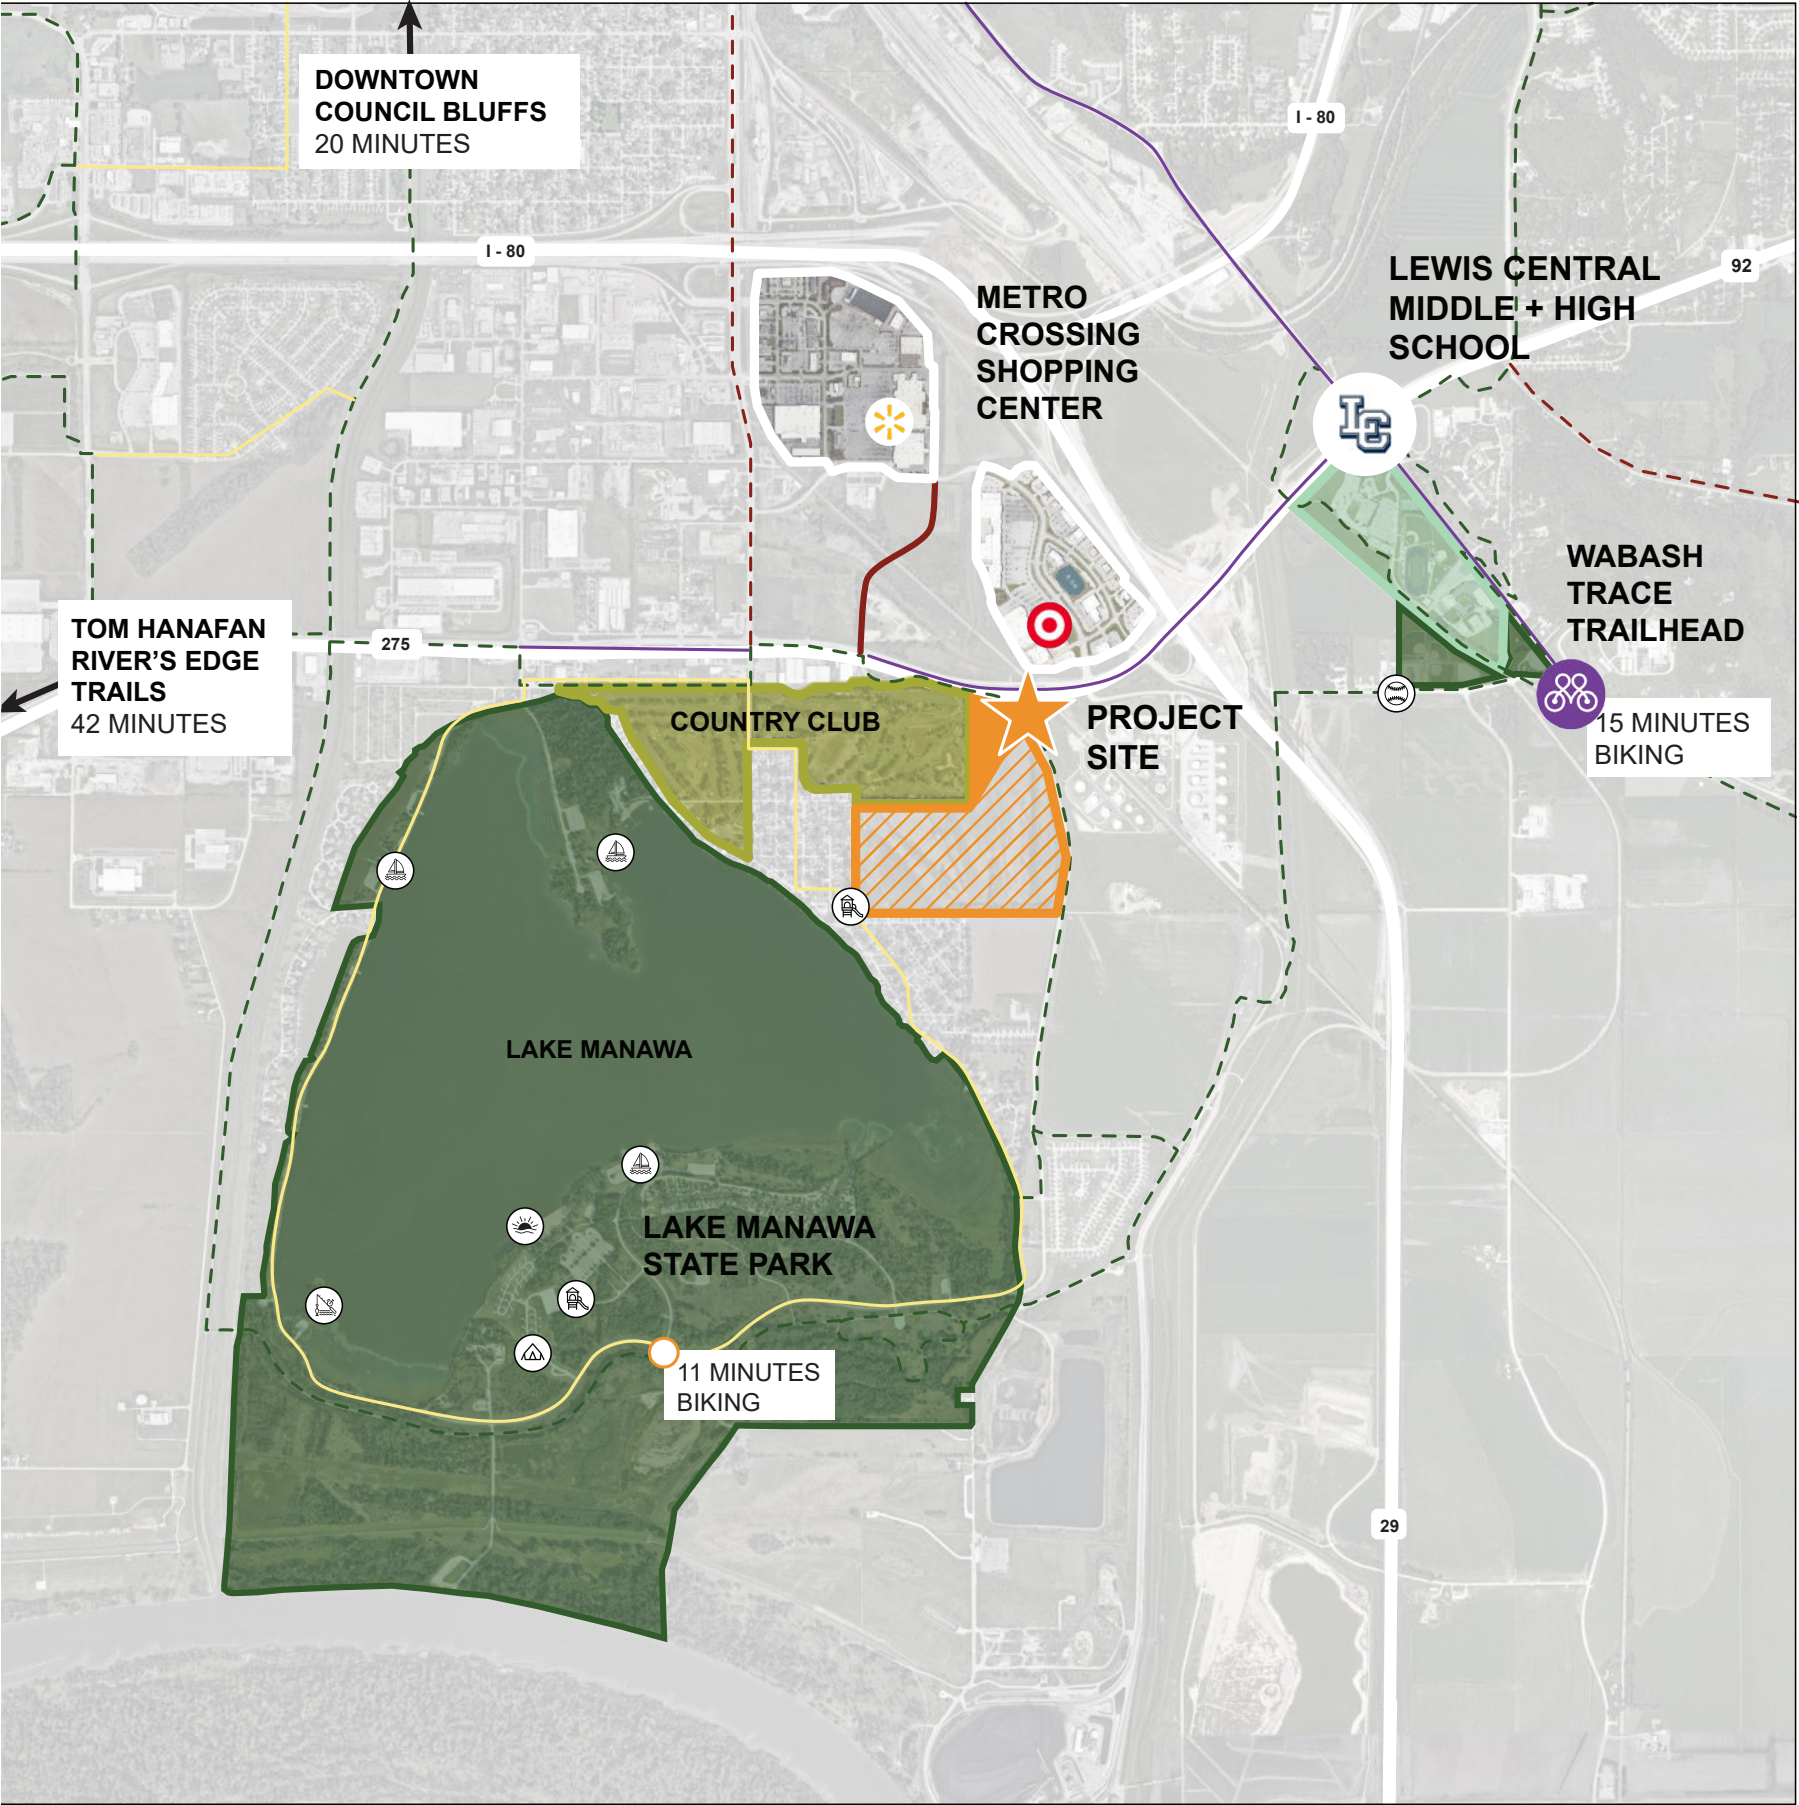 DOWNTOWN
COUNCIL BLUFFS
20 MINUTES
I - 80
I - 80
92
LEWIS CENTRAL
MIDDLE + HIGH
SCHOOL
METRO
CROSSING
SHOPPING
CENTER
LC
WABASH
TRACE
TRAILHEAD
TOM HANAFAN
RIVER'S EDGE
TRAILS
42 MINUTES
275
COUNTRY CLUB
PROJECT
SITE
15 MINUTES
BIKING
LAKE MANAWA
LAKE MANAWA
STATE PARK
11 MINUTES
BIKING
29